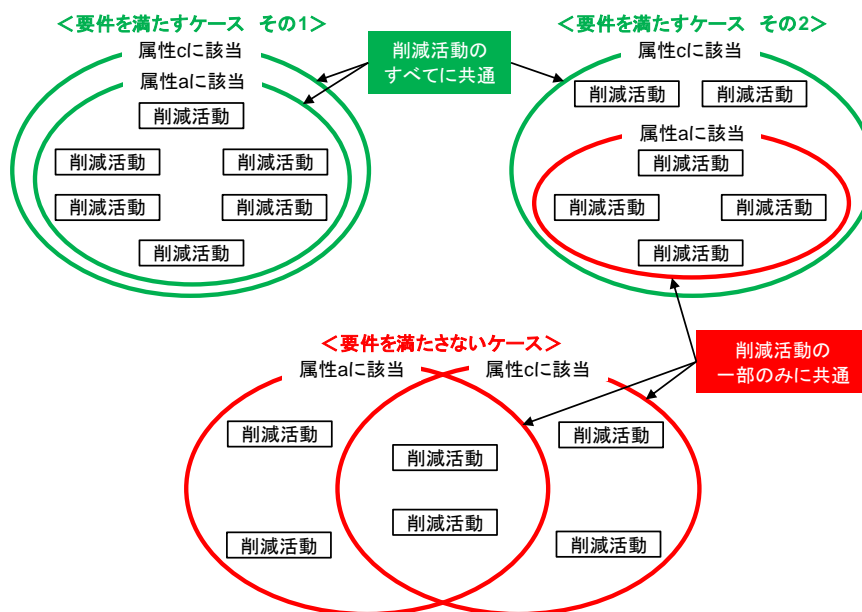 ＜要件を満たすケース　その1＞
属性cに該当
属性aに該当
削減活動
削減活動
削減活動
削減活動
削減活動
削減活動
削減活動の
すべてに共通
＜要件を満たすケース　その2＞
属性cに該当
削減活動
削減活動
属性aに該当
削減活動
削減活動
削減活動
削減活動
＜要件を満たさないケース＞
属性aに該当
属性cに該当
削減活動
削減活動
削減活動
削減活動
削減活動
削減活動
削減活動の
一部のみに共通